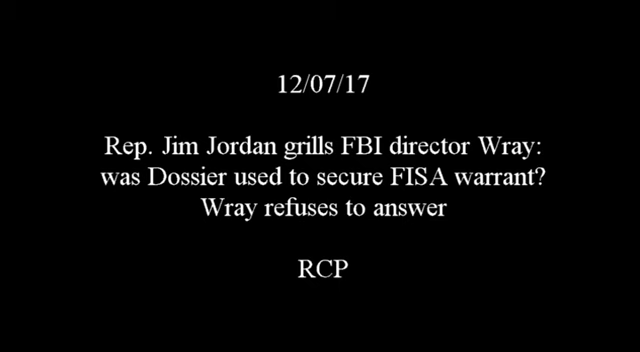 12/07/17
Rep. Jim Jordan grills FBI director Wray:
was Dossier used to secure FISA warrant?
Wray refuses to answer
RCP